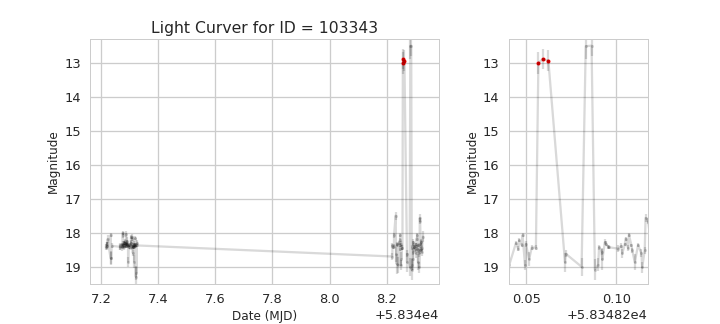 Light Curver for ID = 103343
Magnitude
13
14
15
16
17
18
19
7.2 7.4 7.6 7.8 8.0 8.2
Date (MJD)
+5.834e4
Magnitude
13
14
15
16
17
18
19
0.05 0.10
+5.83482e4